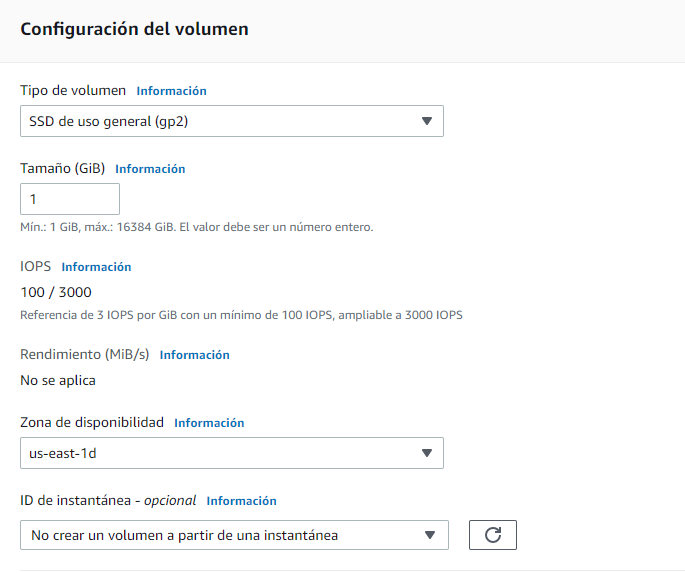 Configuración del volumen
Tipo de volumen Información
SSD de uso general (gp2)
Tamaño (GiB) Información
1
Mín.: 1 GiB, máx.: 16384 GiB. El valor debe ser un número entero.
IOPS Información
100 / 3000
Referencia de 3 IOPS por GiB con un mínimo de 100 IOPS, ampliable a 3000 IOPS
Rendimiento (MiB/s) Información
No se aplica
Zona de disponibilidad Información
us-east-1d
ID de instantánea - opcional Información
No crear un volumen a partir de una instantánea